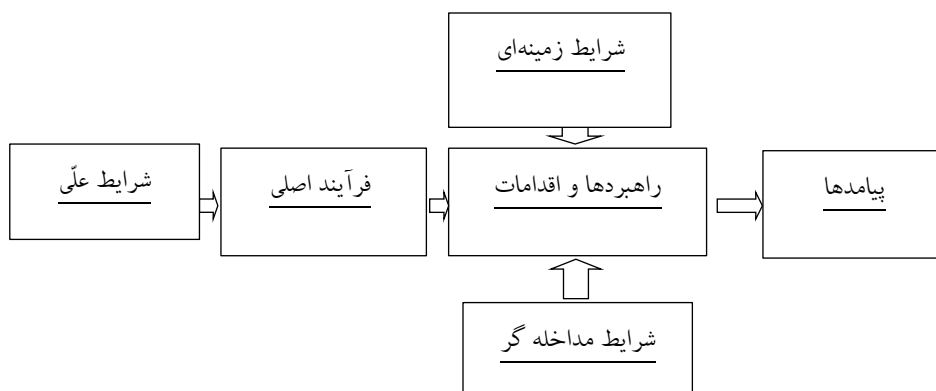 شرایط زمینه‌ای
شرایط علّی
فرآیند اصلی
راهبردها و اقدامات
پیامدها
شرایط مداخله گر